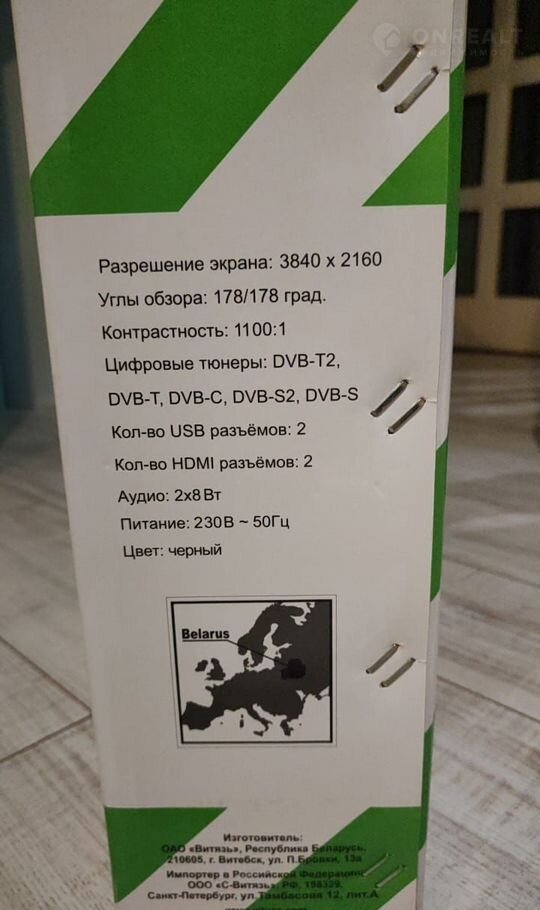 ONREALT
Разрешение экрана: 3840 x 2160
Углы обзора: 178/178 град.
Контрастность: 1100:1
Цифровые тюнеры: DVB-T2,
DVB-T, DVB-C, DVB-S2, DVB-S
Кол-во USB разъёмов: 2
Кол-во HDMI разъёмов: 2
Аудио: 2x8 Вт
Питание: 230В ~ 50Гц
Цвет: черный
Belarus
Изготовитель:
ОАО «Витязь», Республика Беларусь,
210605, г. Витебск, ул. П.Бровки, 13а
Импортер в Российской Федерации:
ООО «С-Витязь», РФ, 198329,
Санкт-Петербург, ул.Тамбасова 12, лит.А